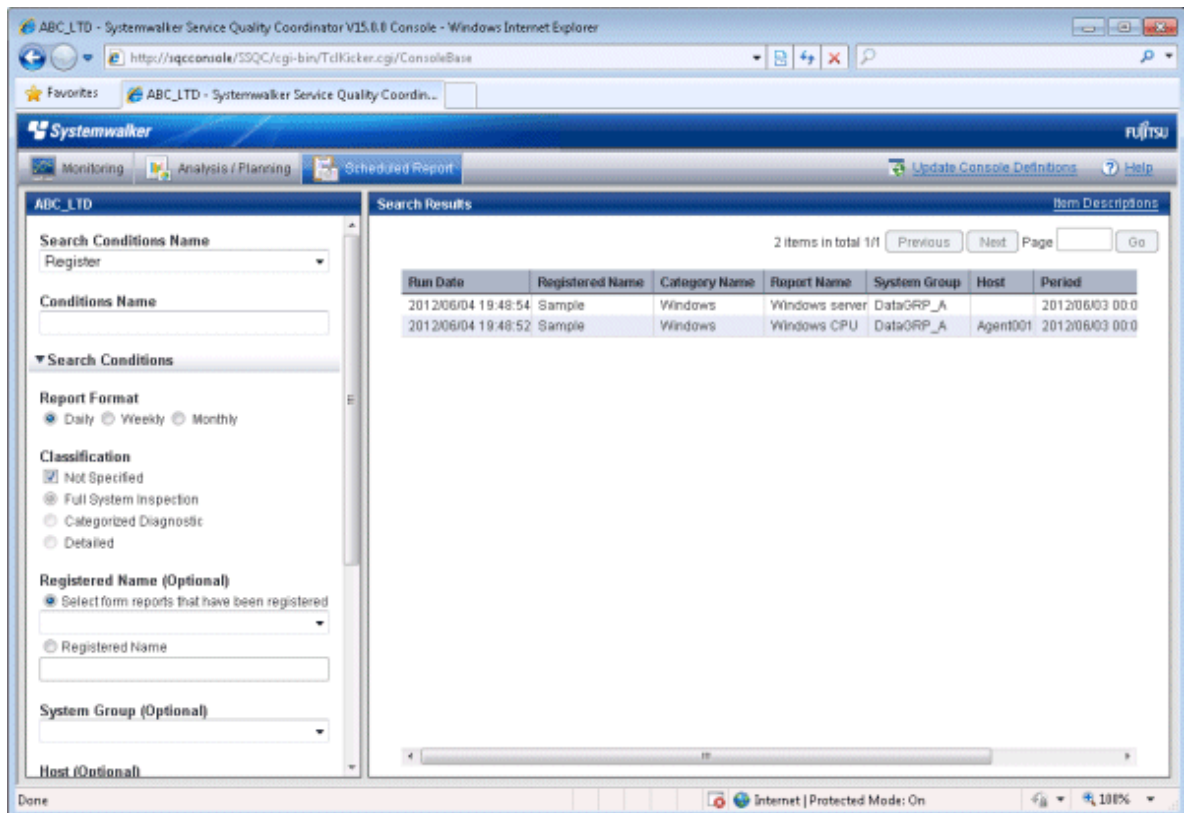 ABC_LTD - Systemwalker Service Quality Coordinator V15.0.0 Console - Windows Internet Explorer
http://sqcconsole/SSQC/cgi-bin/TclKicker.cgi/ConsoleBase
Favorites
ABC_LTD - Systemwalker Service Quality Coordin...
Systemwalker
FUJITSU
Monitoring
Analysis / Planning
Scheduled Report
Update Console Definitions
Help
ABC_LTD
Search Conditions Name
Register
Conditions Name
Search Conditions
Report Format
Daily Weekly Monthly
Classification
Not Specified
Full System Inspection
Categorized Diagnostic
Detailed
Registered Name (Optional)
Select form reports that have been registered
Registered Name
System Group (Optional)
Host (Optional)
Search Results
Item Descriptions
2 items in total 1/1 Previous Next Page Go
Run Date Registered Name Category Name Report Name System Group Host Period
2012/06/04 19:48:54 Sample Windows Windows server DataGRP_A 2012/06/03 00:0
2012/06/04 19:48:52 Sample Windows Windows CPU DataGRP_A Agent001 2012/06/03 00:0
Done
Internet | Protected Mode: On
100%